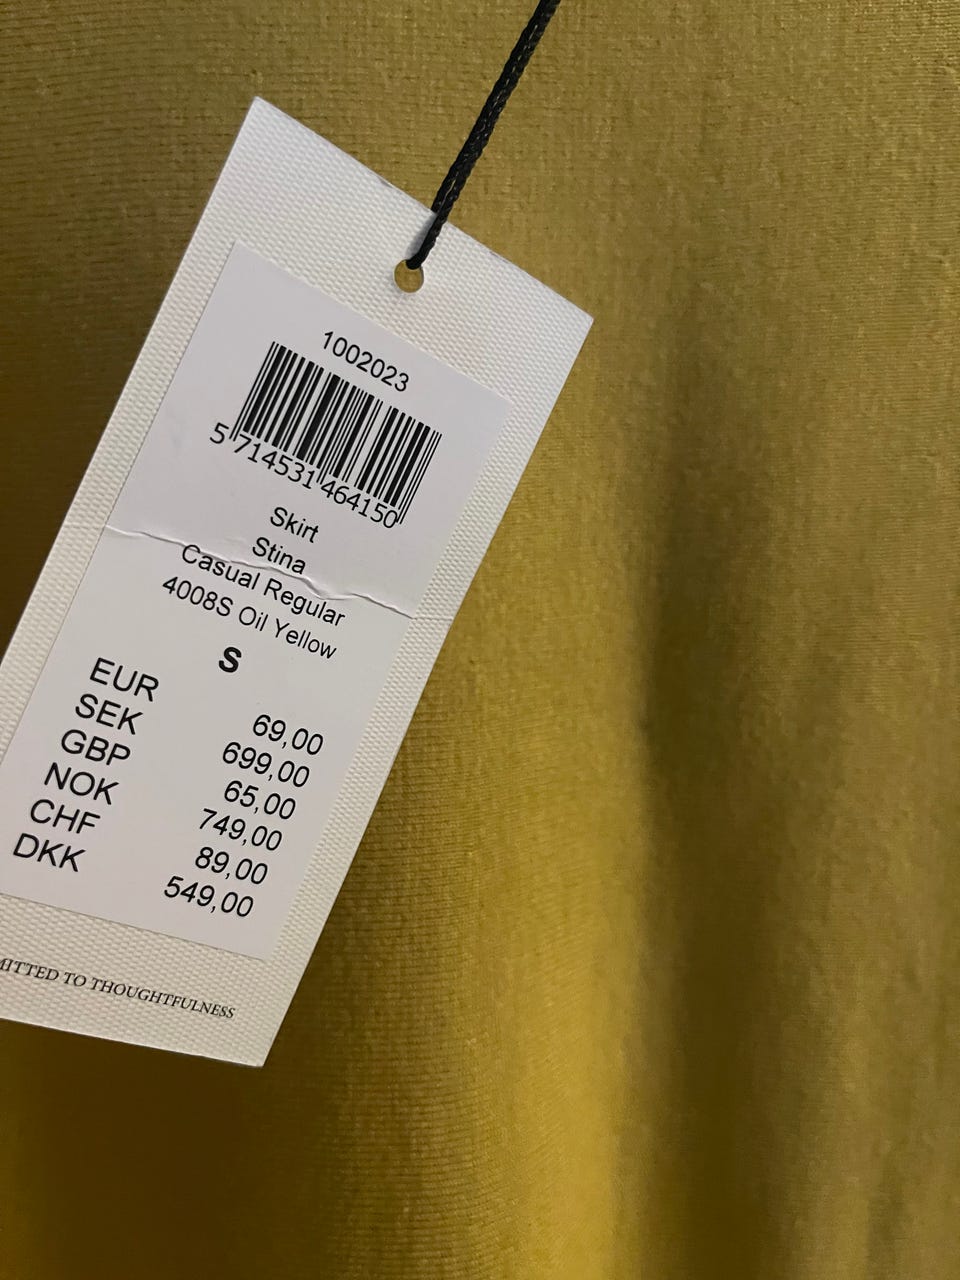 1002023
5 714531 464150
Skirt
Stina
Casual Regular
4008S Oil Yellow
S
EUR 69,00
SEK 699,00
GBP 65,00
NOK 749,00
CHF 89,00
DKK 549,00
TO THOUGHTFULNESS